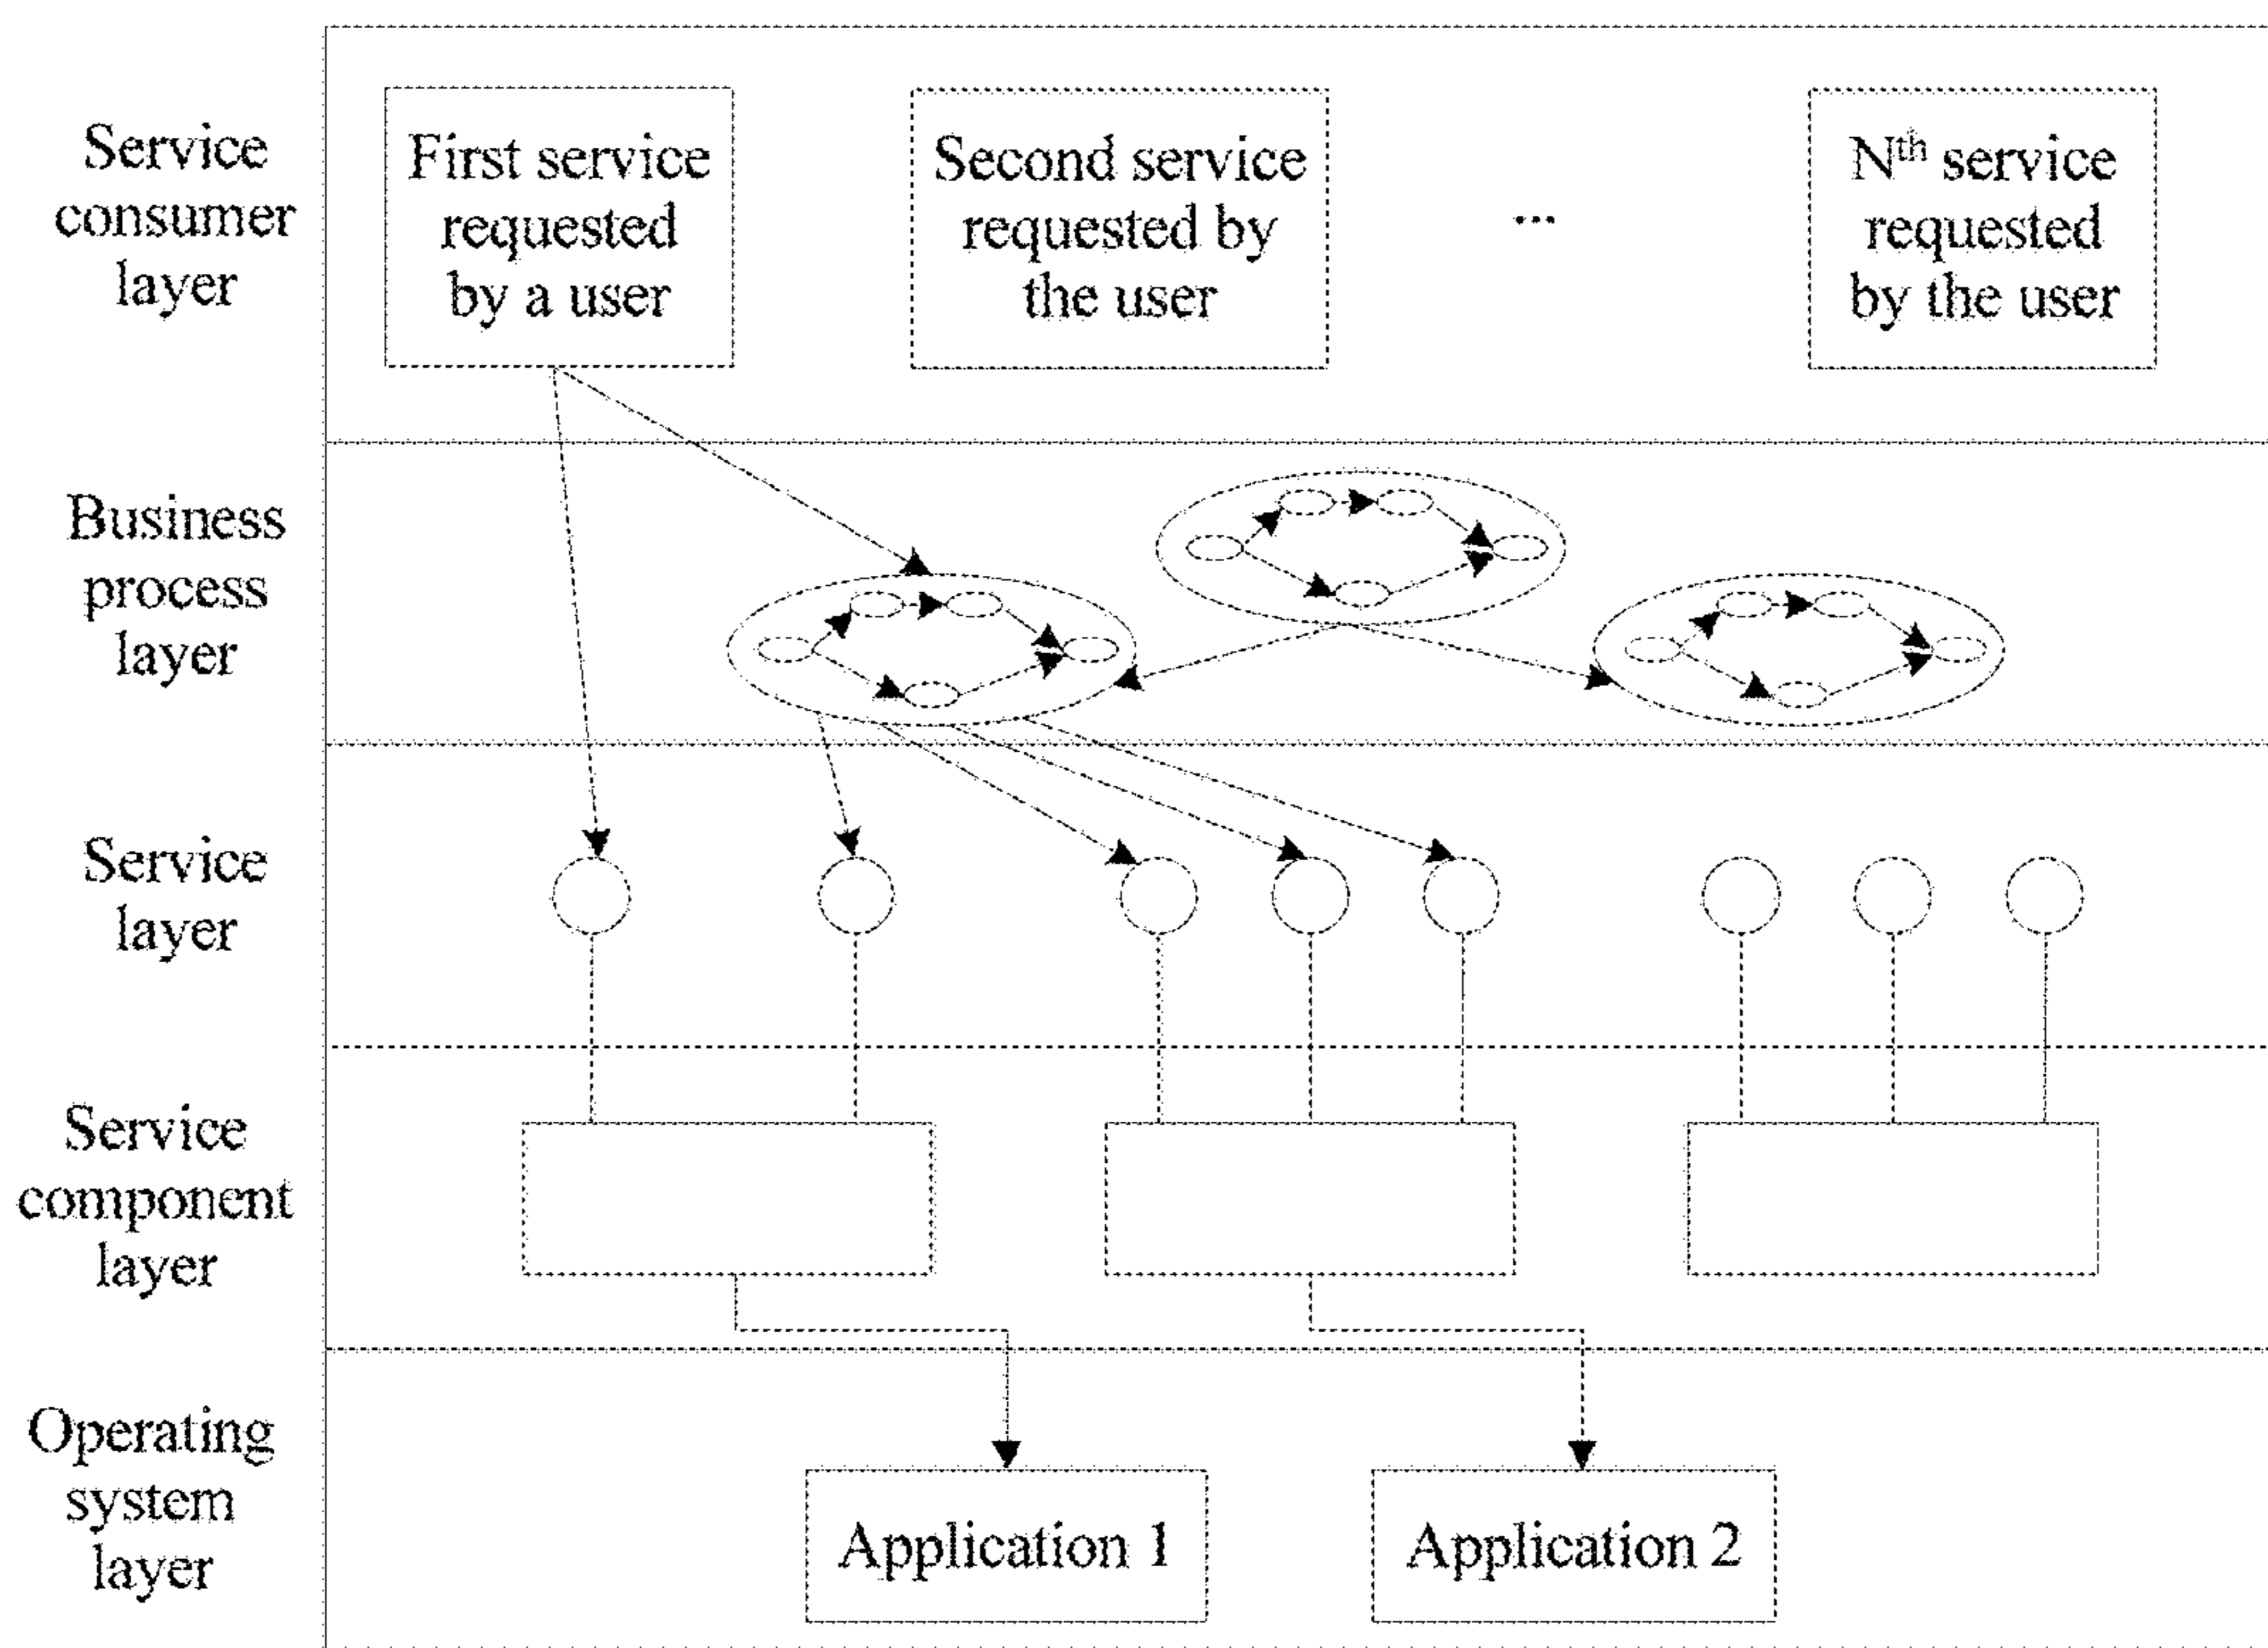 Service
consumer
layer
First service
requested
by a user
Second service
requested by
the user
...
Nth service
requested
by the user
Business
process
layer
Service
layer
Service
component
layer
Operating
system
layer
Application 1
Application 2